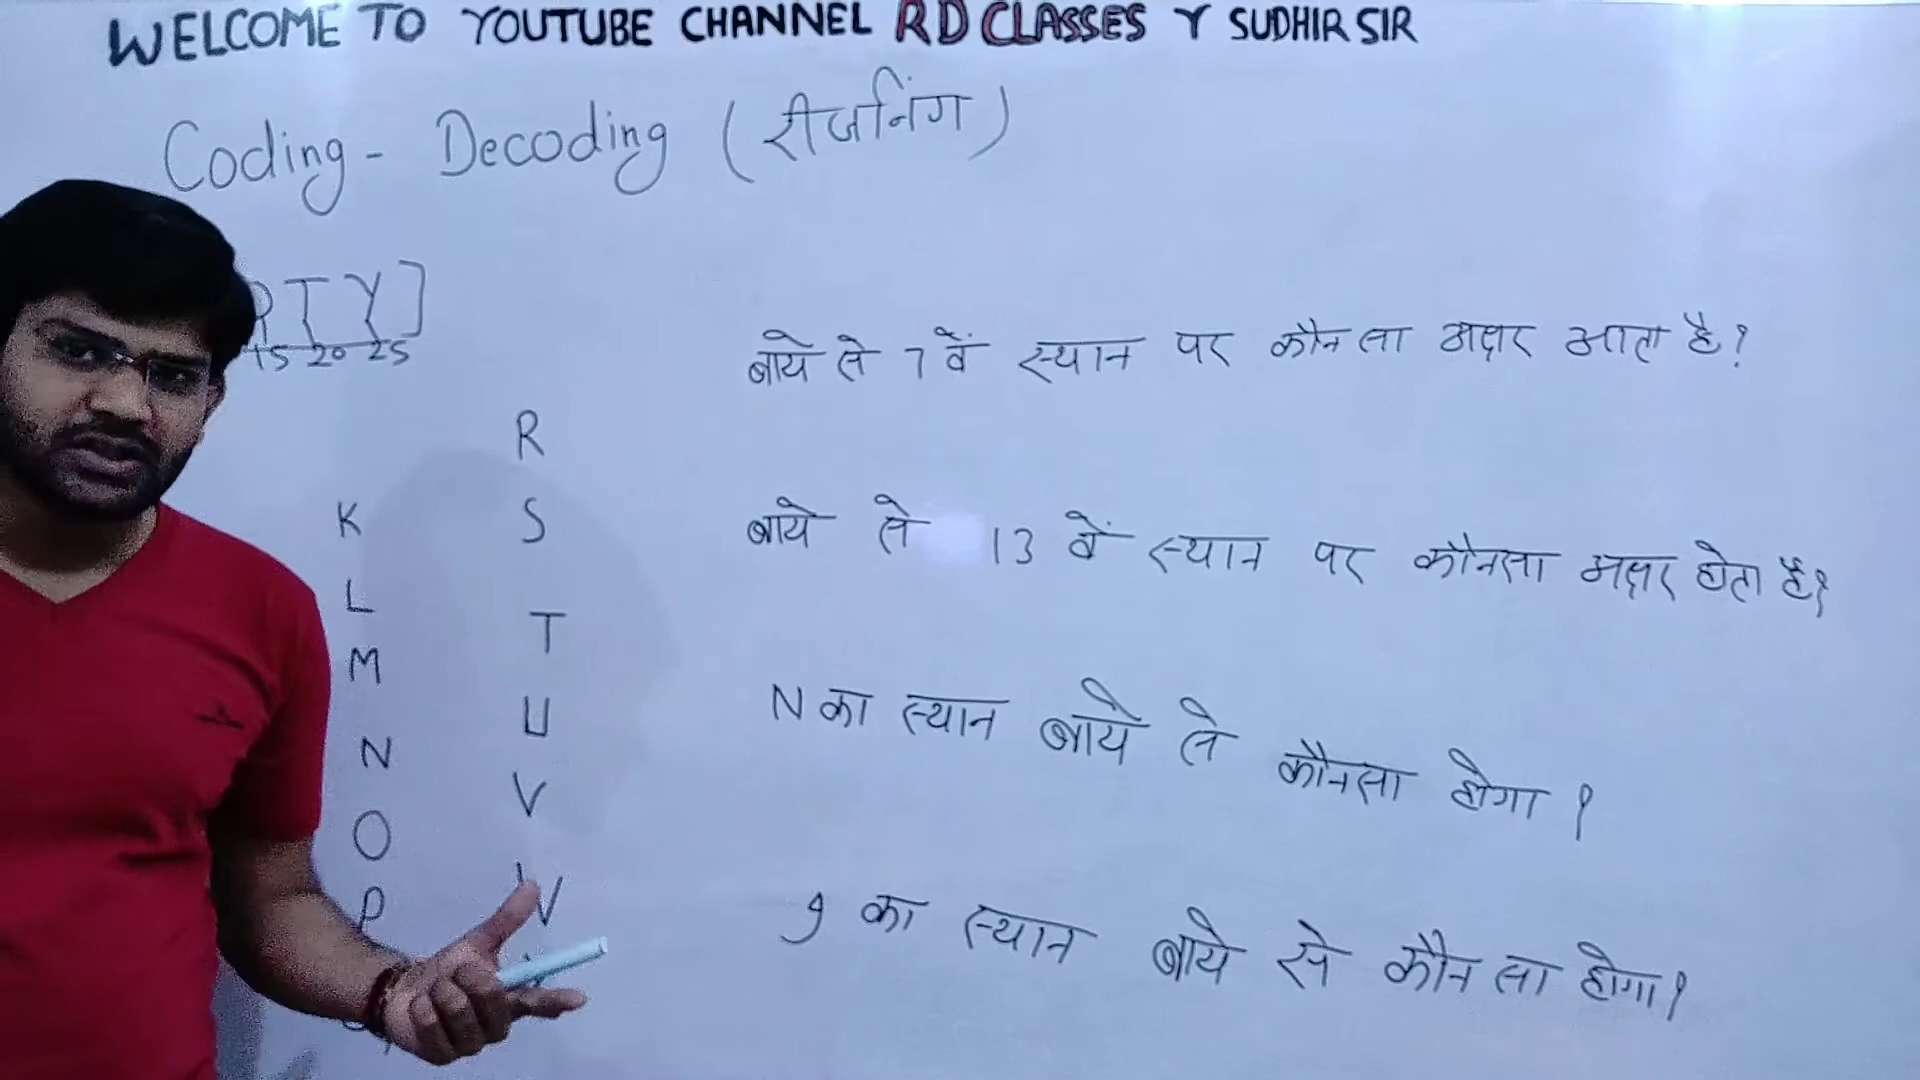 WELCOME TO YOUTUBE CHANNEL RD CLASSES Y SUDHIR SIR
Coding - Decoding (रीजनिंग)
T Y]
15 20 25
बाये से 7 वें स्थान पर कौन सा अक्षर आता है?
R
S
T
U
V
W
K
L
M
N
O
P
बाये से 13 वें स्थान पर कौनसा अक्षर होता है?
N का स्थान बाये से कौनसा होगा ?
का स्थान बाये से कौन सा होगा?